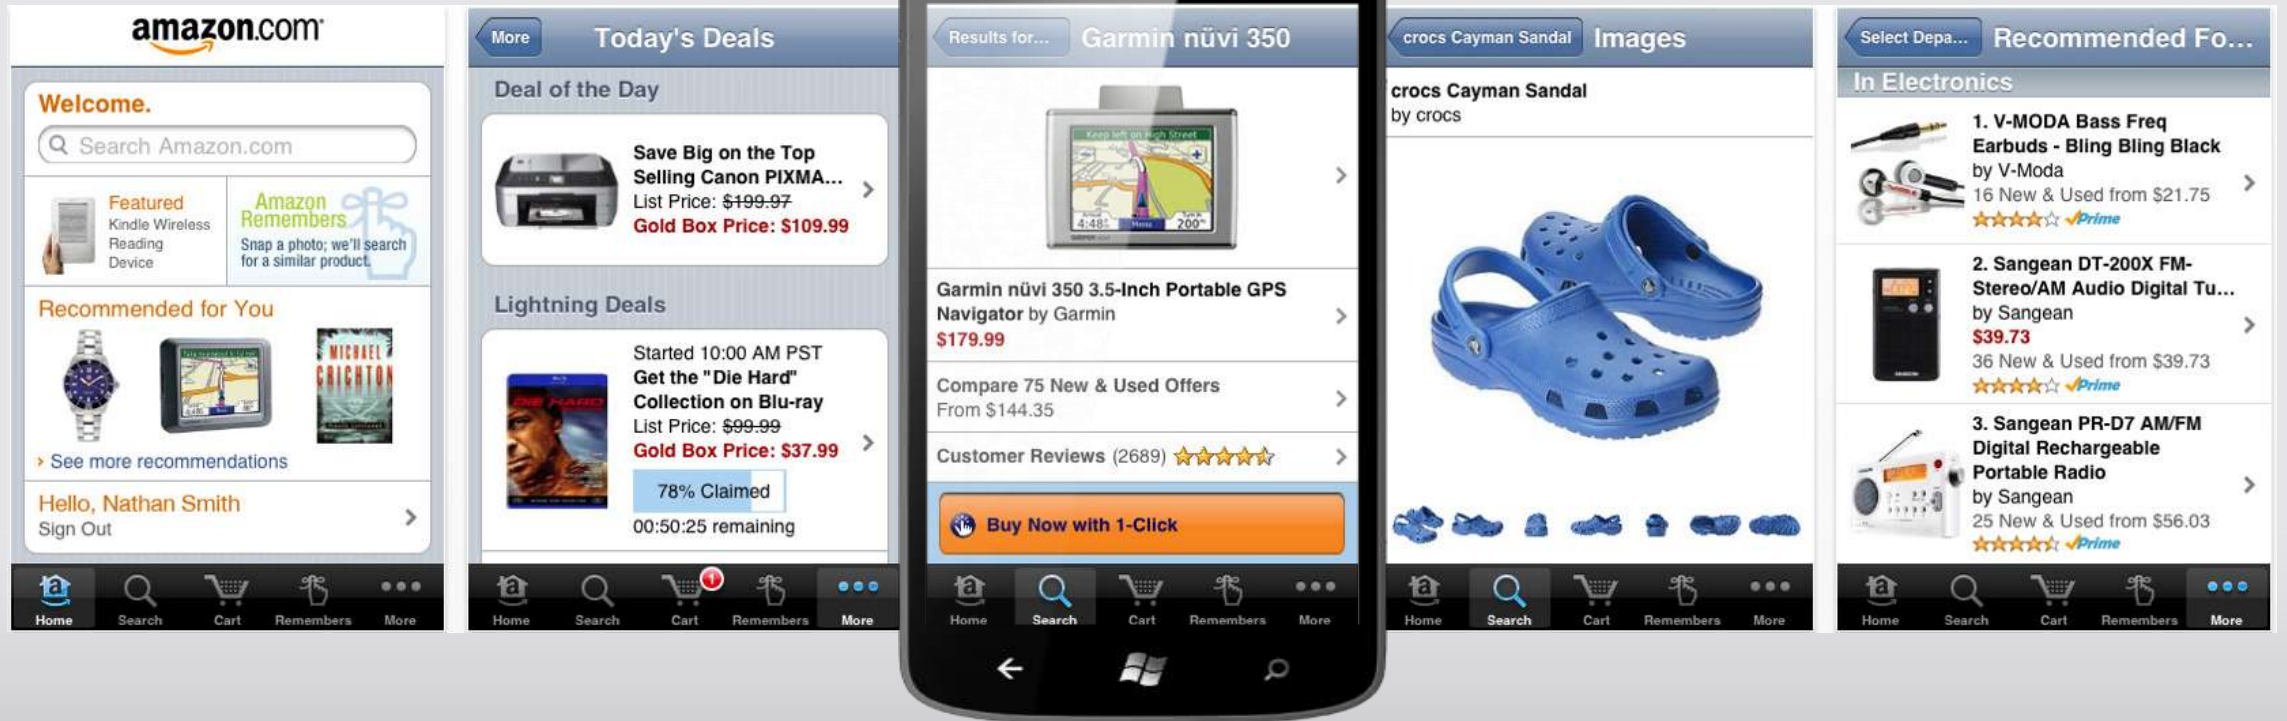 amazon.com
Welcome.
Search Amazon.com
Featured
Kindle Wireless
Reading
Device
Amazon
Remembers
Snap a photo; we'll search
for a similar product.
Recommended for You
MICHAEL
CRICHTON
› See more recommendations
Hello, Nathan Smith
Sign Out
Home Search Cart Remembers More
More Today's Deals
Deal of the Day
Save Big on the Top
Selling Canon PIXMA...
List Price: $199.97
Gold Box Price: $109.99
Lightning Deals
Started 10:00 AM PST
Get the "Die Hard"
Collection on Blu-ray
List Price: $99.99
Gold Box Price: $37.99
78% Claimed
00:50:25 remaining
DIE HARD
1
Home Search Cart Remembers More
Results for... Garmin nüvi 350
Keep left on High Street
4:48
Menu
200
Garmin nüvi 350 3.5-Inch Portable GPS
Navigator by Garmin
$179.99
Compare 75 New & Used Offers
From $144.35
Customer Reviews (2689)
Buy Now with 1-Click
Home Search Cart Remembers More
crocs Cayman Sandal Images
crocs Cayman Sandal
by crocs
Home Search Cart Remembers More
Select Depa... Recommended Fo...
In Electronics
1. V-MODA Bass Freq
Earbuds - Bling Bling Black
by V-Moda
16 New & Used from $21.75
Prime
2. Sangean DT-200X FM-
Stereo/AM Audio Digital Tu...
by Sangean
$39.73
36 New & Used from $39.73
Prime
3. Sangean PR-D7 AM/FM
Digital Rechargeable
Portable Radio
by Sangean
25 New & Used from $56.03
Prime
Home Search Cart Remembers More